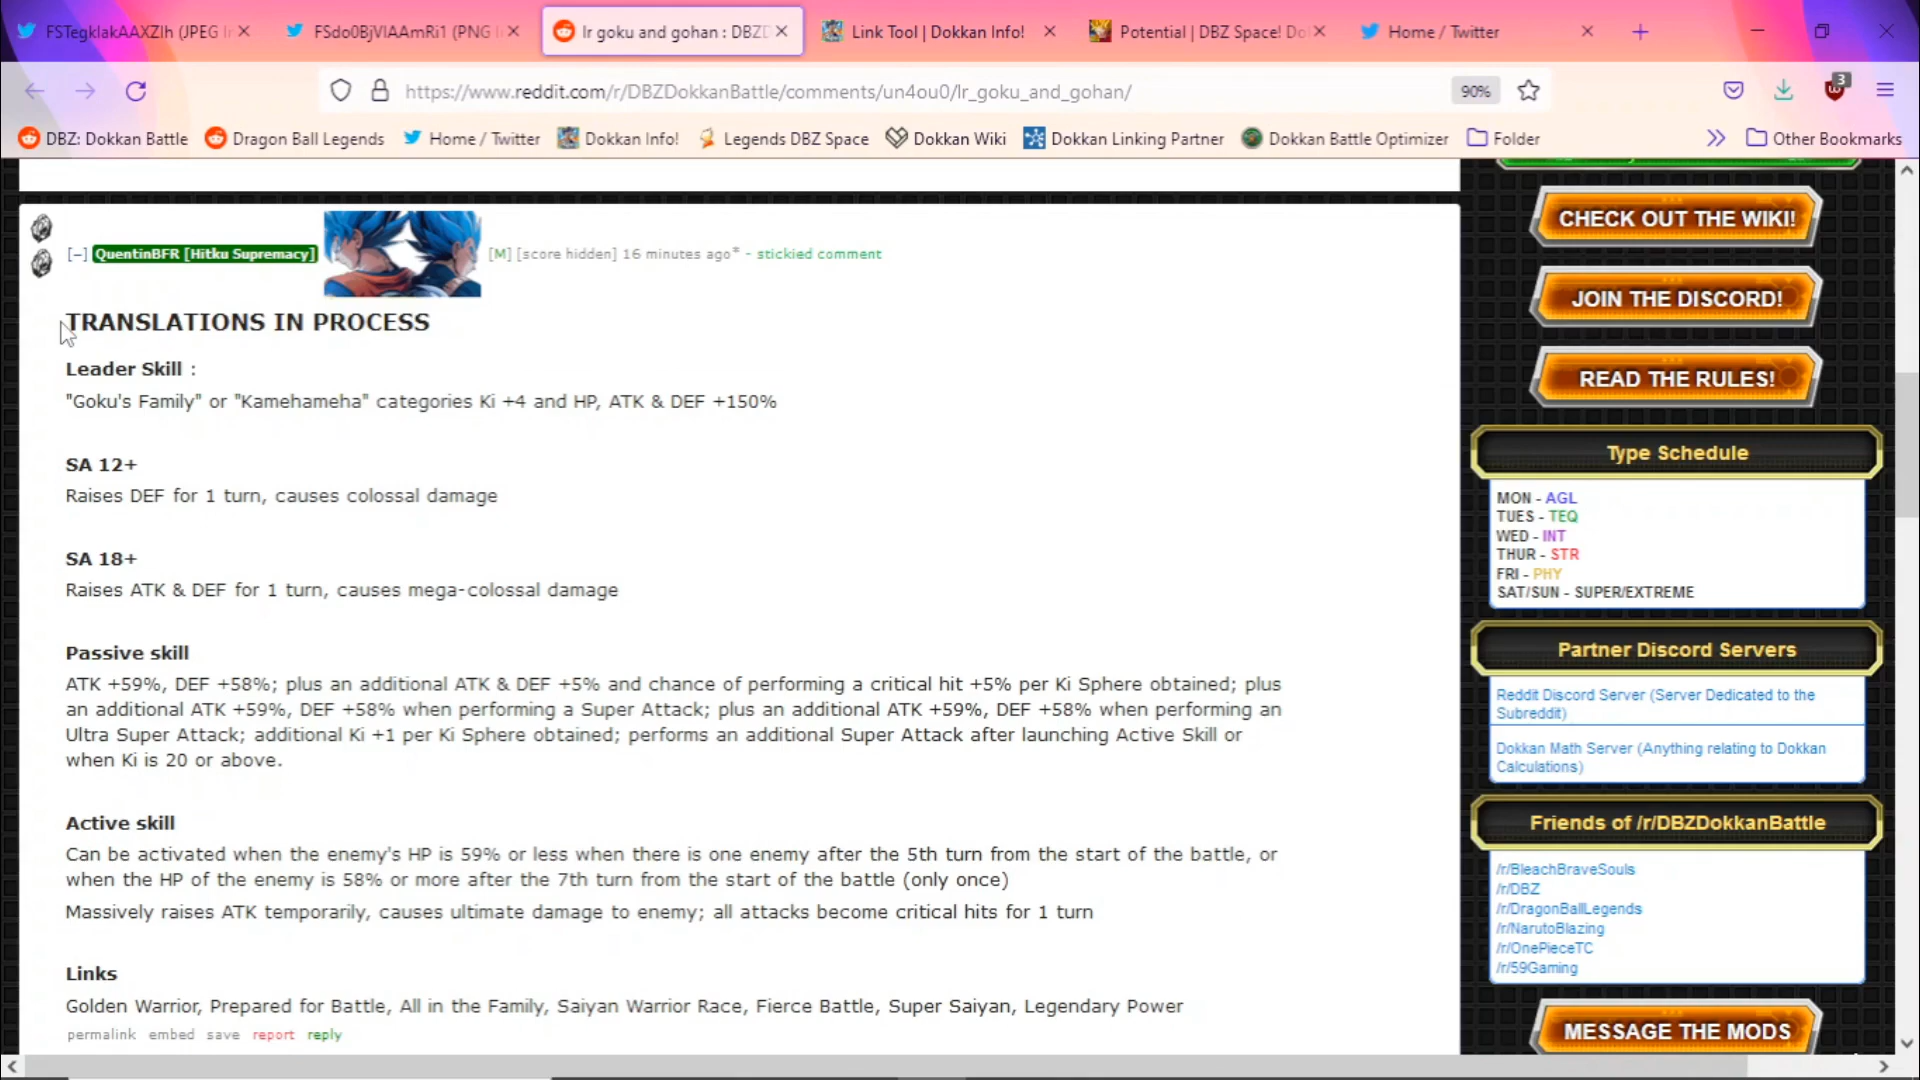 FSTegklakAAXZIh (JPEG I
FSdo0BjVIAAmRi1 (PNG I
lr goku and gohan : DBZD
Link Tool | Dokkan Info!
Potential | DBZ Space! Do
Home / Twitter
https://www.reddit.com/r/DBZDokkanBattle/comments/un4ou0/lr_goku_and_gohan/
90%
3
DBZ: Dokkan Battle
Dragon Ball Legends
Home / Twitter
Dokkan Info!
Legends DBZ Space
Dokkan Wiki
Dokkan Linking Partner
Dokkan Battle Optimizer
Folder
Other Bookmarks
[–] QuentinBFR [Hitku Supremacy] [M] [score hidden] 16 minutes ago* - stickied comment
TRANSLATIONS IN PROCESS
Leader Skill :
"Goku's Family" or "Kamehameha" categories Ki +4 and HP, ATK & DEF +150%
SA 12+
Raises DEF for 1 turn, causes colossal damage
SA 18+
Raises ATK & DEF for 1 turn, causes mega-colossal damage
Passive skill
ATK +59%, DEF +58%; plus an additional ATK & DEF +5% and chance of performing a critical hit +5% per Ki Sphere obtained; plus
an additional ATK +59%, DEF +58% when performing a Super Attack; plus an additional ATK +59%, DEF +58% when performing an
Ultra Super Attack; additional Ki +1 per Ki Sphere obtained; performs an additional Super Attack after launching Active Skill or
when Ki is 20 or above.
Active skill
Can be activated when the enemy's HP is 59% or less when there is one enemy after the 5th turn from the start of the battle, or
when the HP of the enemy is 58% or more after the 7th turn from the start of the battle (only once)
Massively raises ATK temporarily, causes ultimate damage to enemy; all attacks become critical hits for 1 turn
Links
Golden Warrior, Prepared for Battle, All in the Family, Saiyan Warrior Race, Fierce Battle, Super Saiyan, Legendary Power
permalink embed save report reply
CHECK OUT THE WIKI!
JOIN THE DISCORD!
READ THE RULES!
Type Schedule
MON - AGL
TUES - TEQ
WED - INT
THUR - STR
FRI - PHY
SAT/SUN - SUPER/EXTREME
Partner Discord Servers
Reddit Discord Server (Server Dedicated to the
Subreddit)
Dokkan Math Server (Anything relating to Dokkan
Calculations)
Friends of /r/DBZDokkanBattle
/r/BleachBraveSouls
/r/DBZ
/r/DragonBallLegends
/r/NarutoBlazing
/r/OnePieceTC
/r/59Gaming
MESSAGE THE MODS